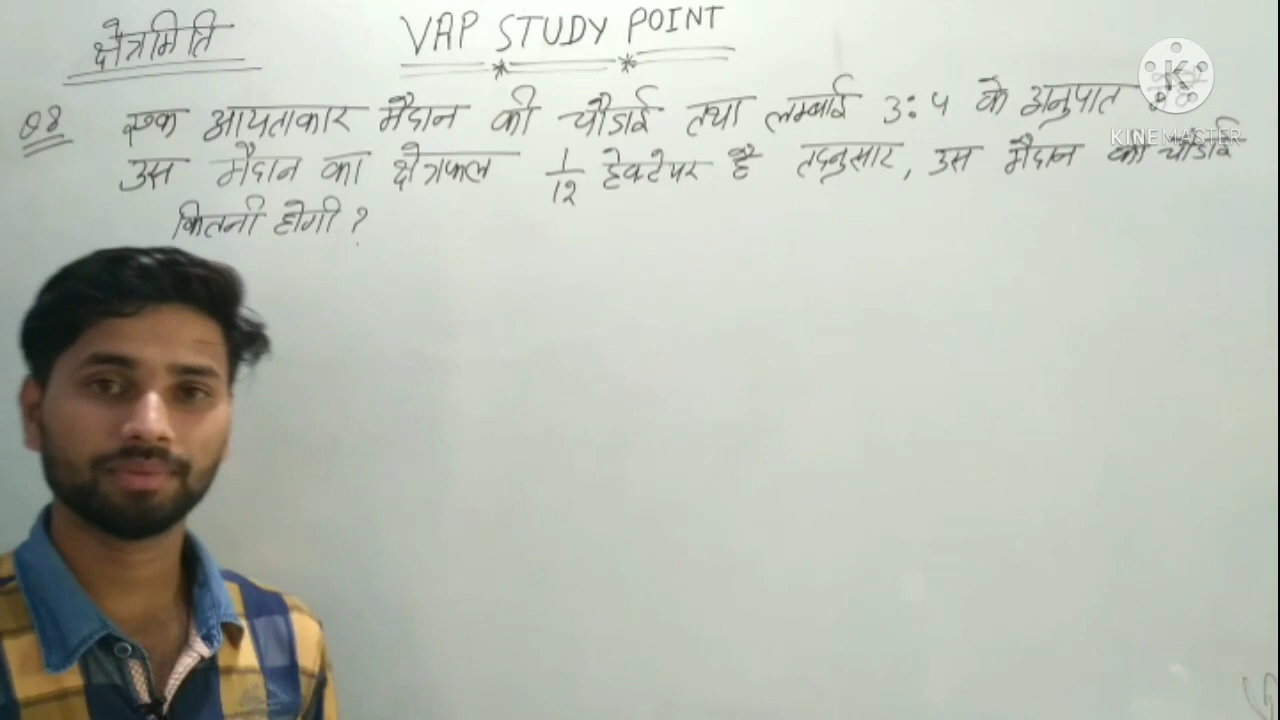 क्षेत्रमिति
VAP STUDY POINT
Q8 एक आयताकार मैदान की चौडाई तथा लम्बाई 3:4 के अनुपात
उस मैदान का क्षेत्रफल 1/12 हेक्टेयर है तदनुसार, उस मैदान की चौडाई
कितनी होगी ?
KINEMASTER